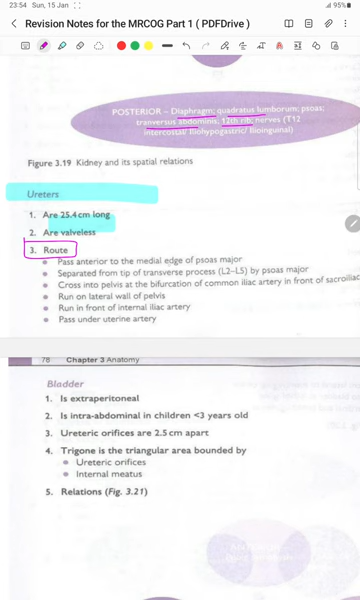 23:54 Sun, 15 Jan
95%
Revision Notes for the MRCOG Part 1 ( PDFDrive )
POSTERIOR – Diaphragm; quadratus lumborum; psoas;
tranversus abdominis; 12th rib; nerves (T12
intercostal/ Iliohypogastric/ Ilioinguinal)
Figure 3.19 Kidney and its spatial relations
Ureters
1. Are 25.4 cm long
2. Are valveless
3. Route
Pass anterior to the medial edge of psoas major
Separated from tip of transverse process (L2–L5) by psoas major
Cross into pelvis at the bifurcation of common iliac artery in front of sacroiliac
Run on lateral wall of pelvis
Run in front of internal iliac artery
Pass under uterine artery
78 Chapter 3 Anatomy
Bladder
1. Is extraperitoneal
2. Is intra-abdominal in children <3 years old
3. Ureteric orifices are 2.5 cm apart
4. Trigone is the triangular area bounded by
Ureteric orifices
Internal meatus
5. Relations (Fig. 3.21)